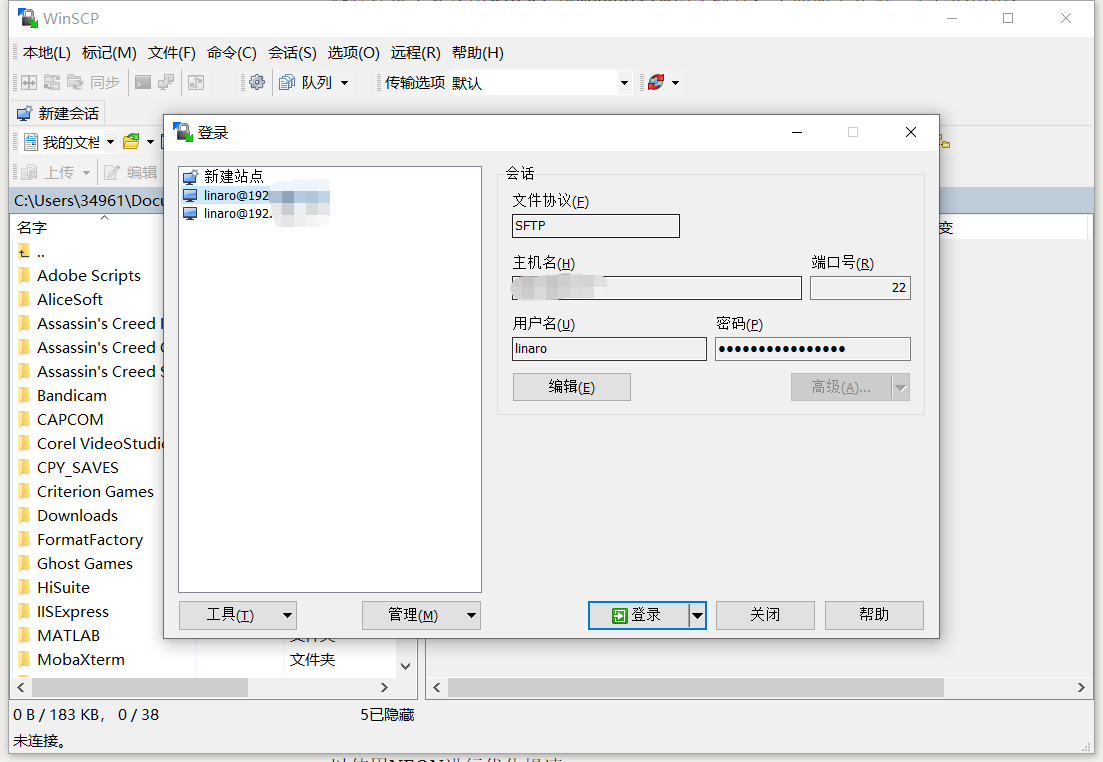 WinSCP
本地(L) 标记(M) 文件(F) 命令(C) 会话(S) 选项(O) 远程(R) 帮助(H)
同步 队列 传输选项 默认
新建会话
我的文档
上传 编辑
C:\Users\34961\Docu
名字
变
..
Adobe Scripts
AliceSoft
Assassin's Creed
Assassin's Creed
Assassin's Creed
Bandicam
CAPCOM
Corel VideoStudio
CPY_SAVES
Criterion Games
Downloads
FormatFactory
Ghost Games
HiSuite
IISExpress
MATLAB
文件夹
MobaXterm
文件夹
0 B / 183 KB, 0 / 38
5已隐藏
未连接。
登录
新建站点
linaro@192
linaro@192.
会话
文件协议(F)
SFTP
主机名(H) 端口号(R)
22
用户名(U) 密码(P)
linaro ●●●●●●●●●●●●●●●●
编辑(E) 高级(A)...
工具(T) 管理(M) 登录 关闭 帮助